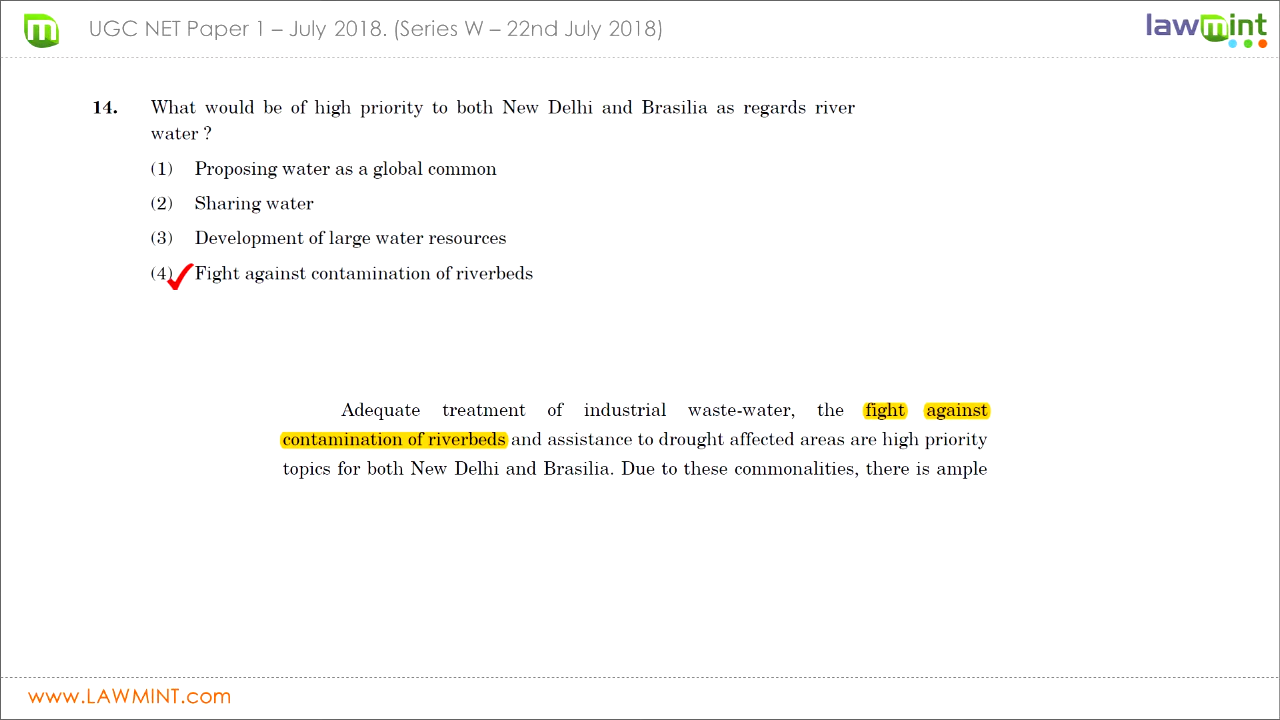 m UGC NET Paper 1 – July 2018. (Series W – 22nd July 2018) lawmint
14. What would be of high priority to both New Delhi and Brasilia as regards river
water ?
(1) Proposing water as a global common
(2) Sharing water
(3) Development of large water resources
(4) Fight against contamination of riverbeds
Adequate treatment of industrial waste-water, the fight against
contamination of riverbeds and assistance to drought affected areas are high priority
topics for both New Delhi and Brasilia. Due to these commonalities, there is ample
www.LAWMINT.com